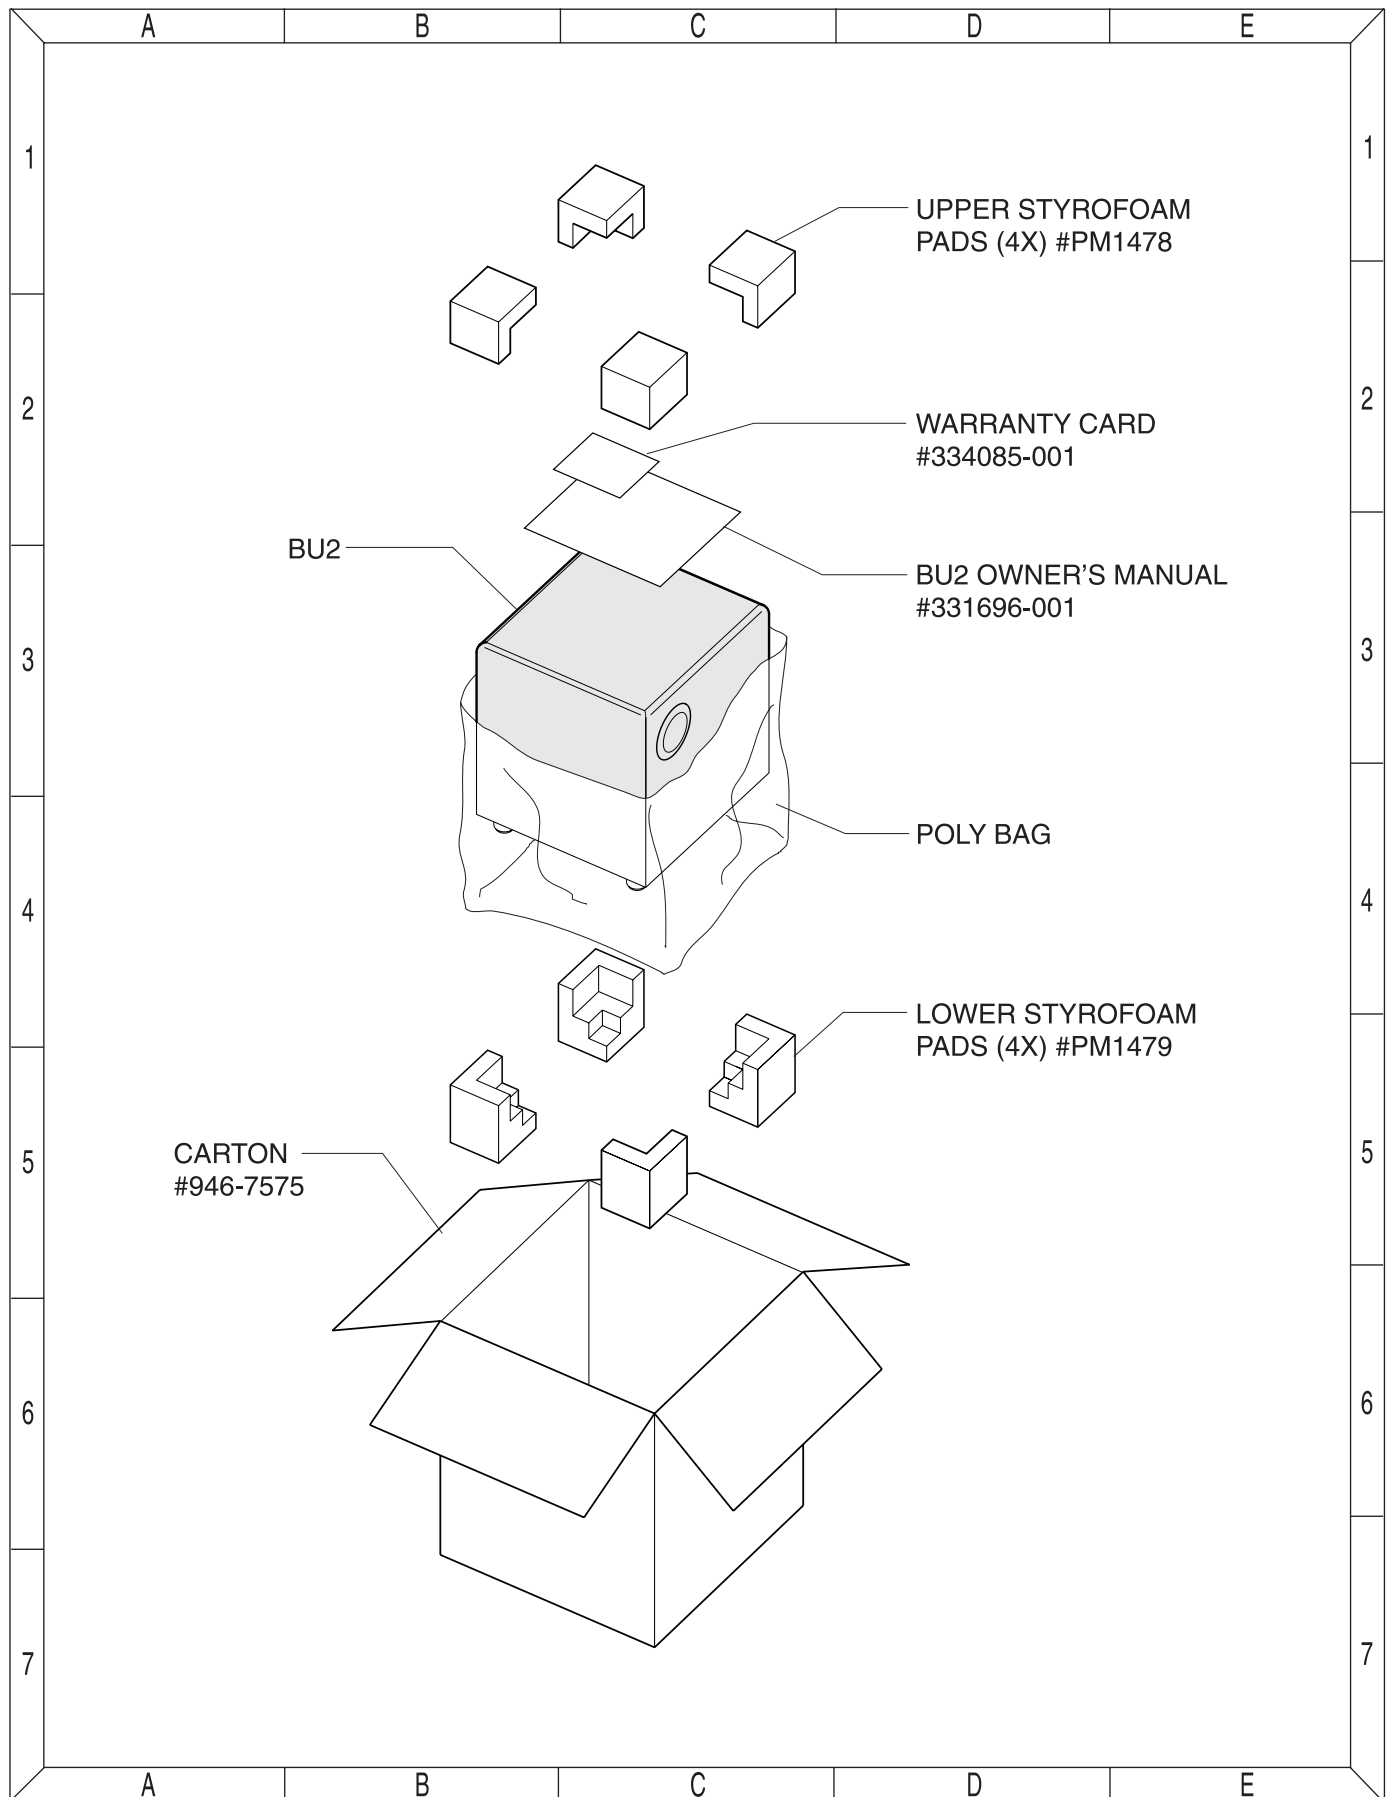 A B C D E
1 1
UPPER STYROFOAM
PADS (4X) #PM1478
2 2
WARRANTY CARD
#334085-001
BU2
BU2 OWNER'S MANUAL
#331696-001
3 3
POLY BAG
4 4
LOWER STYROFOAM
PADS (4X) #PM1479
CARTON
#946-7575
5 5
6 6
7 7
A B C D E